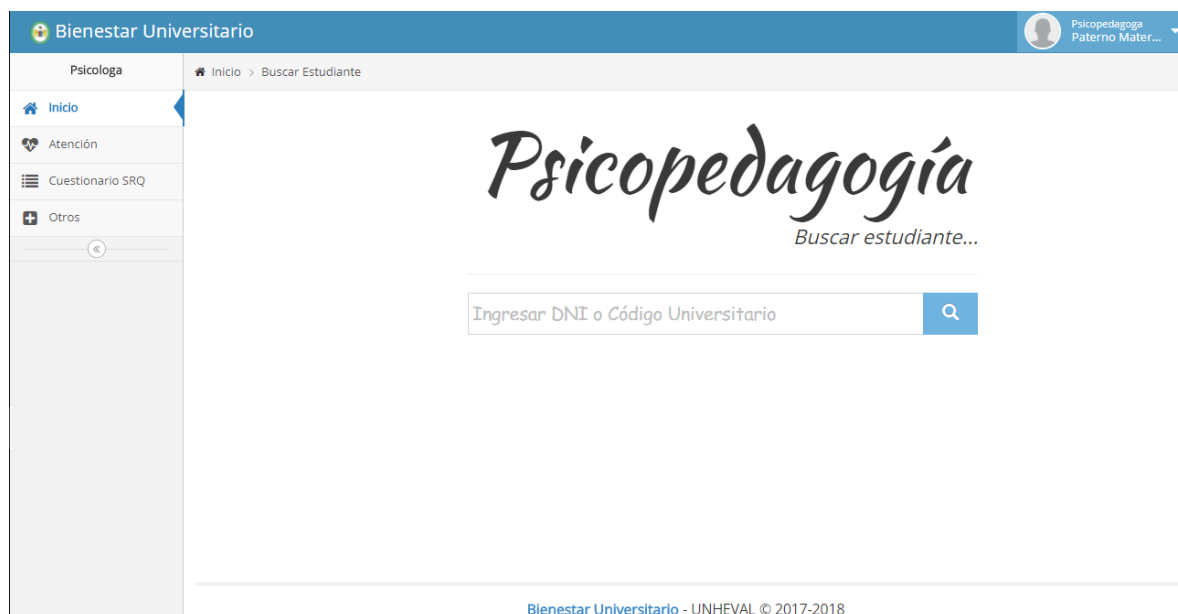 Bienestar Universitario
Psicopedagoga
Paterno Mater...
Psicologa
Inicio > Buscar Estudiante
Inicio
Atención
Cuestionario SRQ
Otros
Psicopedagogía
Buscar estudiante...
Ingresar DNI o Código Universitario
Bienestar Universitario - UNHEVAL © 2017-2018